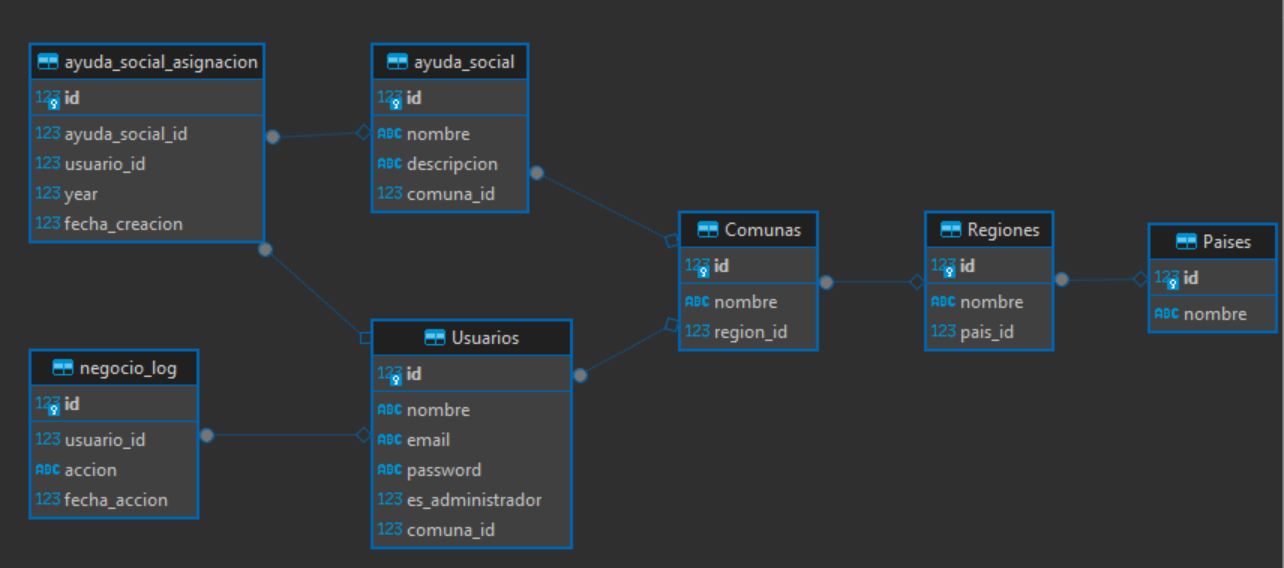 ayuda_social_asignacion
123 id
123 ayuda_social_id
123 usuario_id
123 year
123 fecha_creacion
ayuda_social
123 id
ABC nombre
ABC descripcion
123 comuna_id
Comunas
123 id
ABC nombre
123 region_id
Regiones
123 id
ABC nombre
123 pais_id
Paises
123 id
ABC nombre
negocio_log
123 id
123 usuario_id
ABC accion
123 fecha_accion
Usuarios
123 id
ABC nombre
ABC email
ABC password
123 es_administrador
123 comuna_id